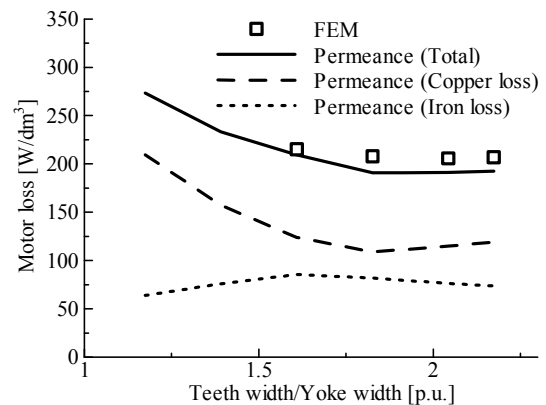 350
300
250
200
150
100
50
0
Motor loss [W/dm³]
FEM
Permeance (Total)
Permeance (Copper loss)
Permeance (Iron loss)
1
1.5
2
Teeth width/Yoke width [p.u.]